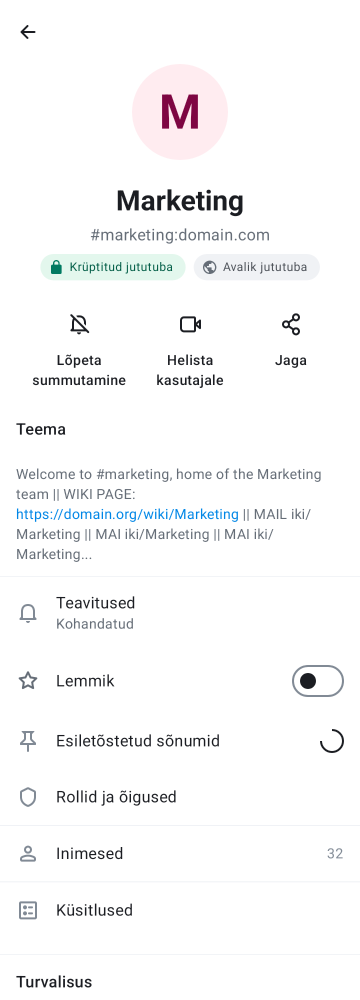 M
Marketing
#marketing:domain.com
Krüptitud jututuba
Avalik jututuba
Lõpeta
summutamine
Helista
kasutajale
Jaga
Teema
Welcome to #marketing, home of the Marketing
team || WIKI PAGE:
https://domain.org/wiki/Marketing || MAIL iki/
Marketing || MAI iki/Marketing || MAI iki/
Marketing...
Teavitused
Kohandatud
Lemmik
Esiletõstetud sõnumid
Rollid ja õigused
Inimesed
32
Küsitlused
Turvalisus